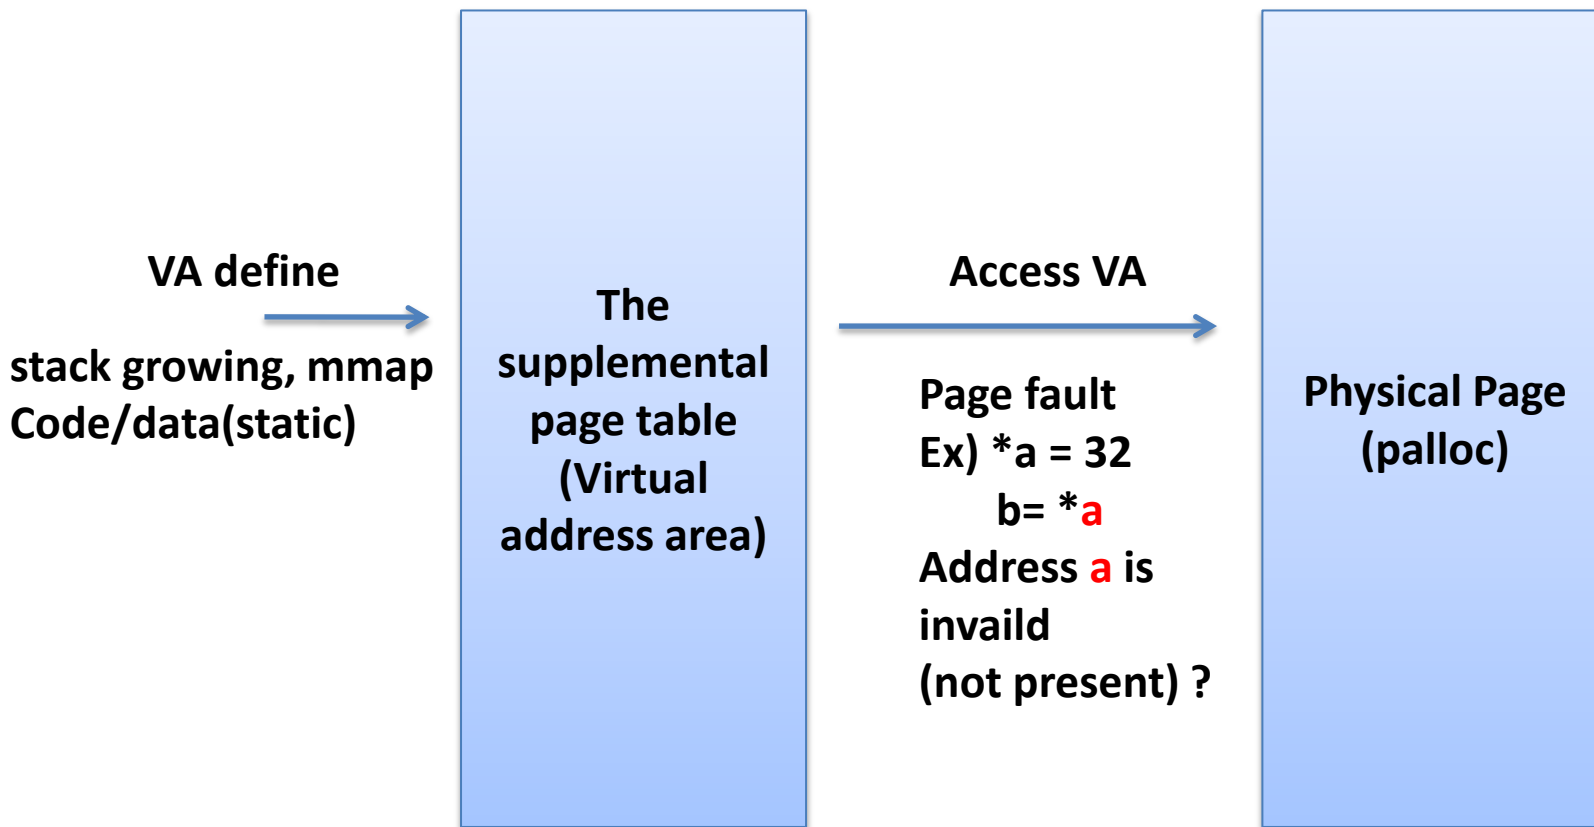 VA define
stack growing, mmap
Code/data(static)
The
supplemental
page table
(Virtual
address area)
Access VA
Page fault
Ex) *a = 32
b= *a
Address a is
invaild
(not present) ?
Physical Page
(palloc)